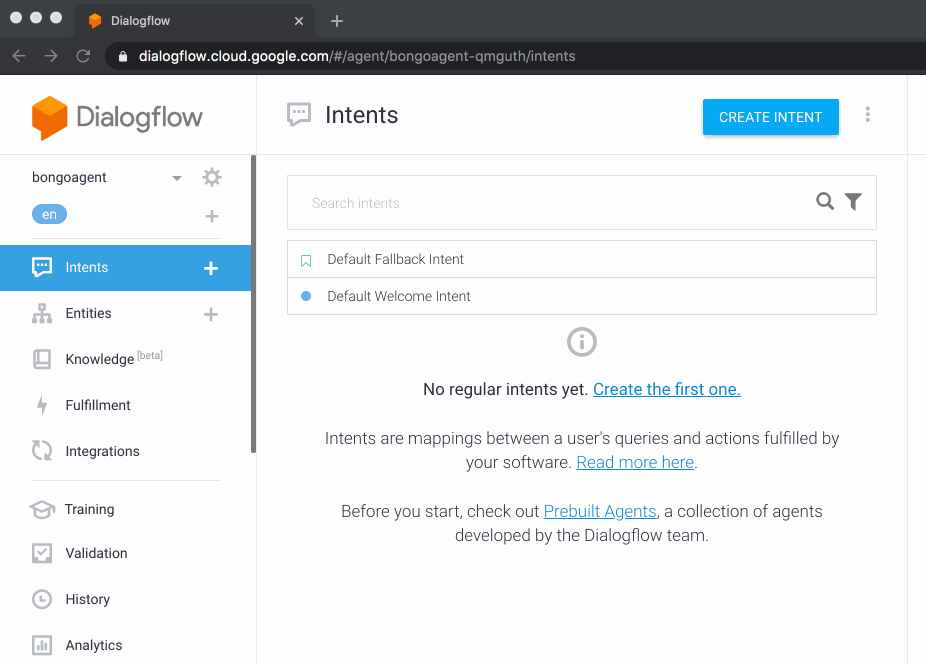 Dialogflow
dialogflow.cloud.google.com/#/agent/bongoagent-qmguth/intents
Dialogflow
Intents
CREATE INTENT
bongoagent
en
Intents
Entities
Knowledge [beta]
Fulfillment
Integrations
Training
Validation
History
Analytics
Search intents
Default Fallback Intent
Default Welcome Intent
No regular intents yet. Create the first one.
Intents are mappings between a user's queries and actions fulfilled by
your software. Read more here.
Before you start, check out Prebuilt Agents, a collection of agents
developed by the Dialogflow team.